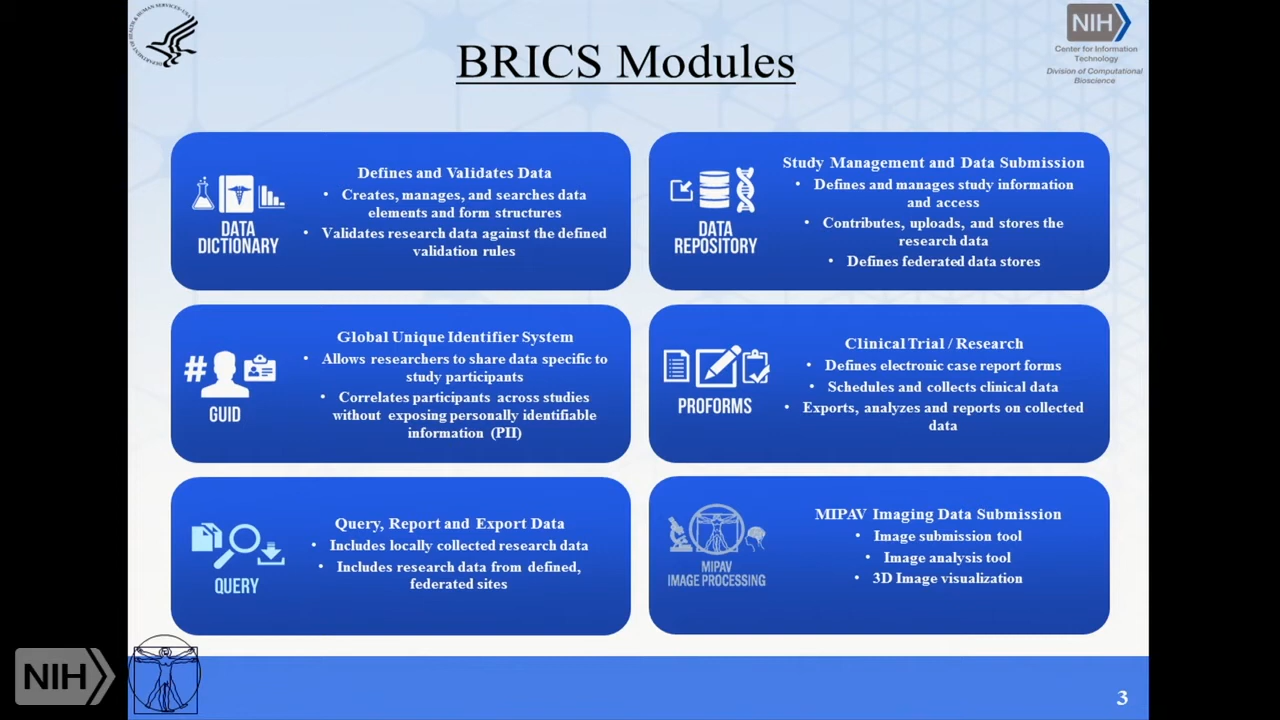 DEPARTMENT OF HEALTH & HUMAN SERVICES · USA
NIH
Center for Information
Technology
Division of Computational
Bioscience
BRICS Modules
DATA
DICTIONARY
Defines and Validates Data
• Creates, manages, and searches data
elements and form structures
• Validates research data against the defined
validation rules
DATA
REPOSITORY
Study Management and Data Submission
• Defines and manages study information
and access
• Contributes, uploads, and stores the
research data
• Defines federated data stores
#
GUID
Global Unique Identifier System
• Allows researchers to share data specific to
study participants
• Correlates participants across studies
without exposing personally identifiable
information (PII)
PROFORMS
Clinical Trial / Research
• Defines electronic case report forms
• Schedules and collects clinical data
• Exports, analyzes and reports on collected
data
QUERY
Query, Report and Export Data
• Includes locally collected research data
• Includes research data from defined,
federated sites
MIPAV
IMAGE PROCESSING
MIPAV Imaging Data Submission
• Image submission tool
• Image analysis tool
• 3D Image visualization
NIH
3